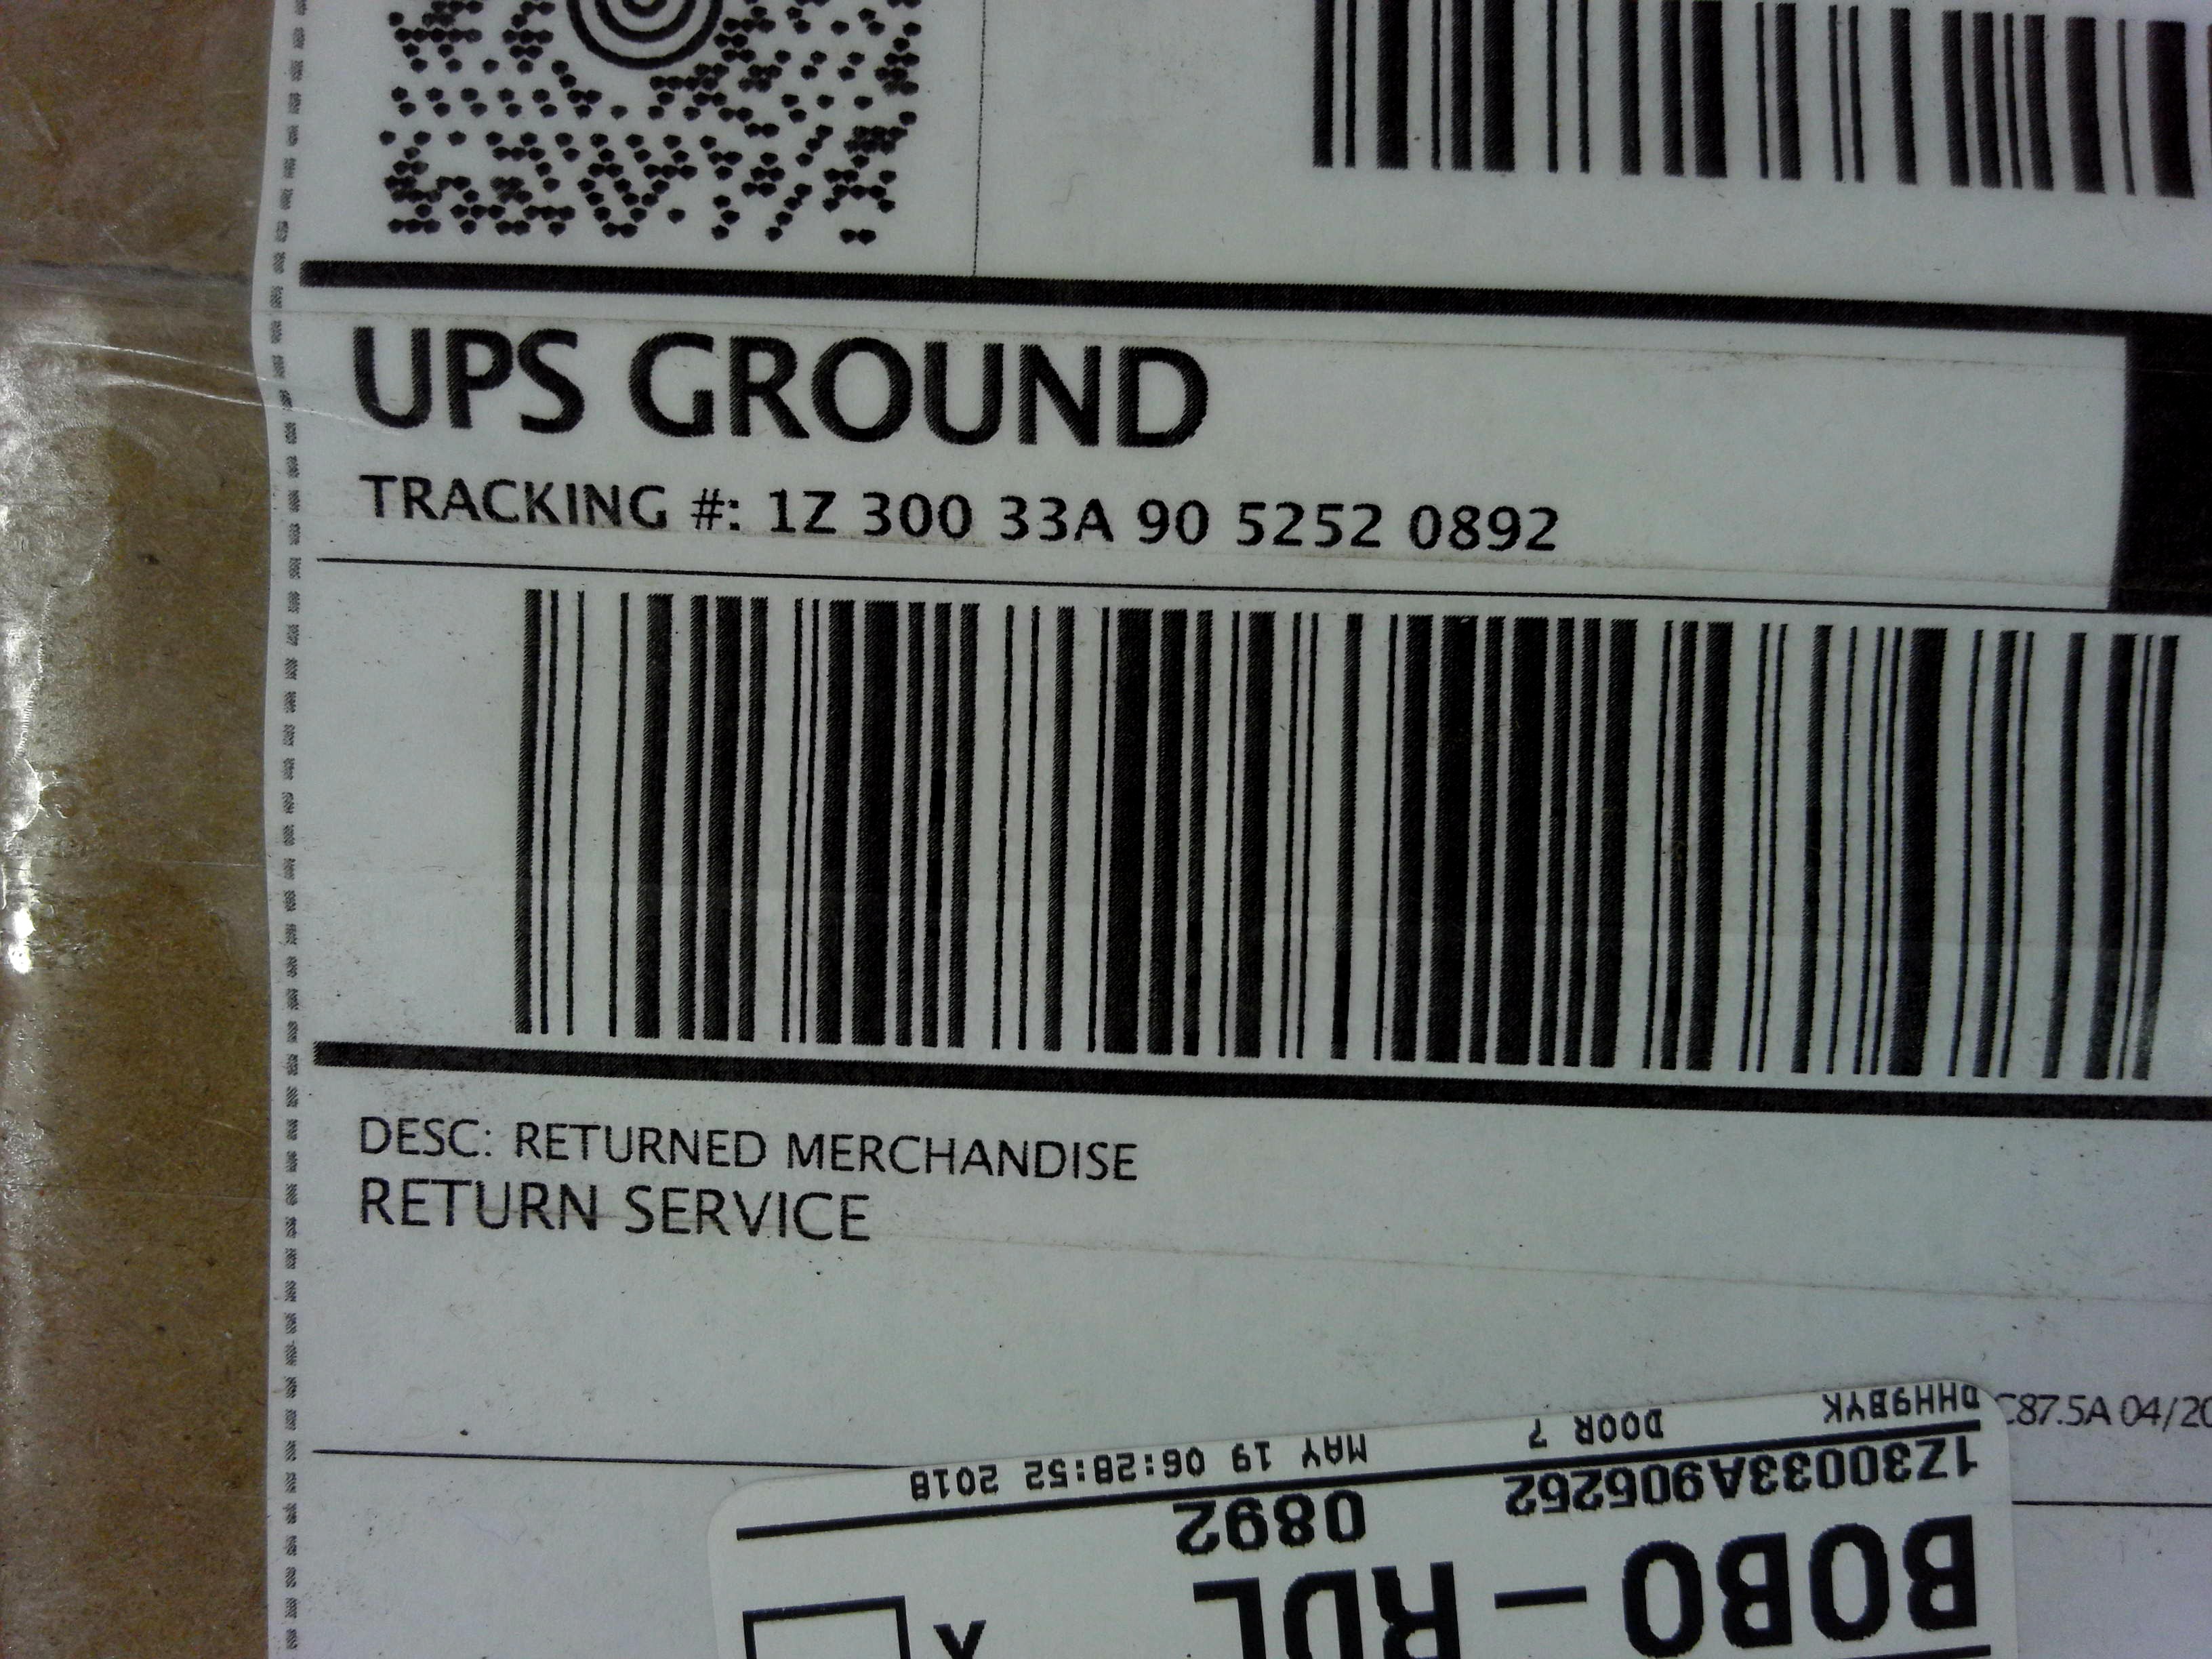 UPS GROUND
TRACKING #: 1Z 300 33A 90 5252 0892
DESC: RETURNED MERCHANDISE
RETURN SERVICE
C87.5A 04/20
DHH9BYK DOOR 7 MAY 19 06:28:52 2018
1Z30033A905252 0892
BOBO - RDL